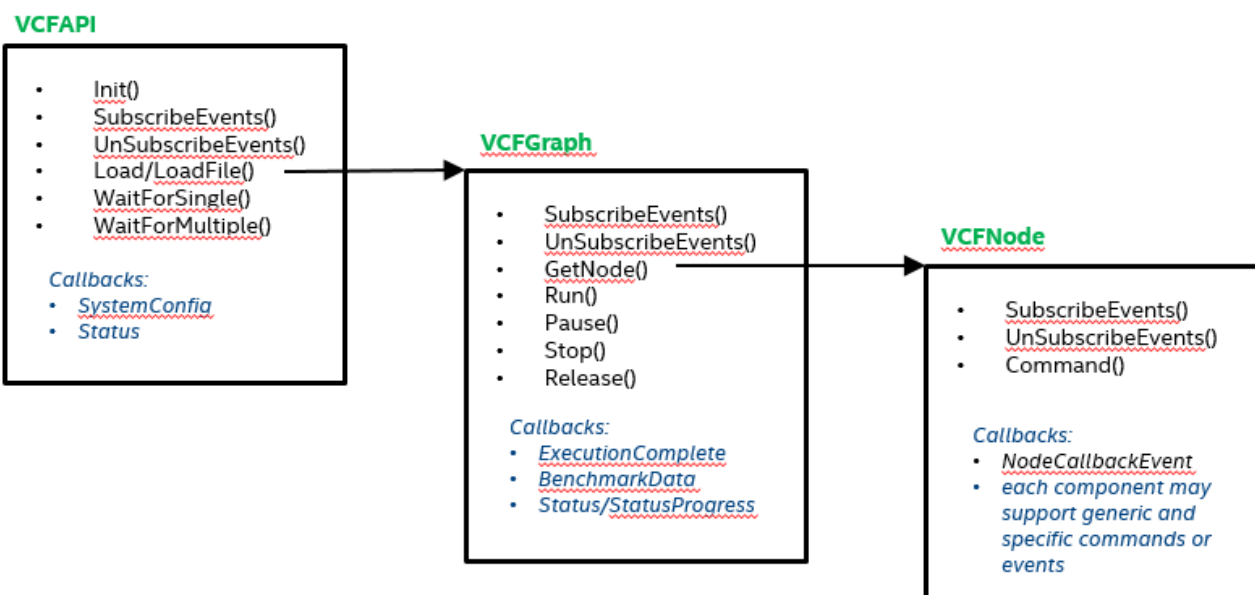 VCFAPI
• Init()
• SubscribeEvents()
• UnSubscribeEvents()
• Load/LoadFile()
• WaitForSingle()
• WaitForMultiple()
Callbacks:
• SystemConfig
• Status
VCFGraph
• SubscribeEvents()
• UnSubscribeEvents()
• GetNode()
• Run()
• Pause()
• Stop()
• Release()
Callbacks:
• ExecutionComplete
• BenchmarkData
• Status/StatusProgress
VCFNode
• SubscribeEvents()
• UnSubscribeEvents()
• Command()
Callbacks:
• NodeCallbackEvent
• each component may
support generic and
specific commands or
events